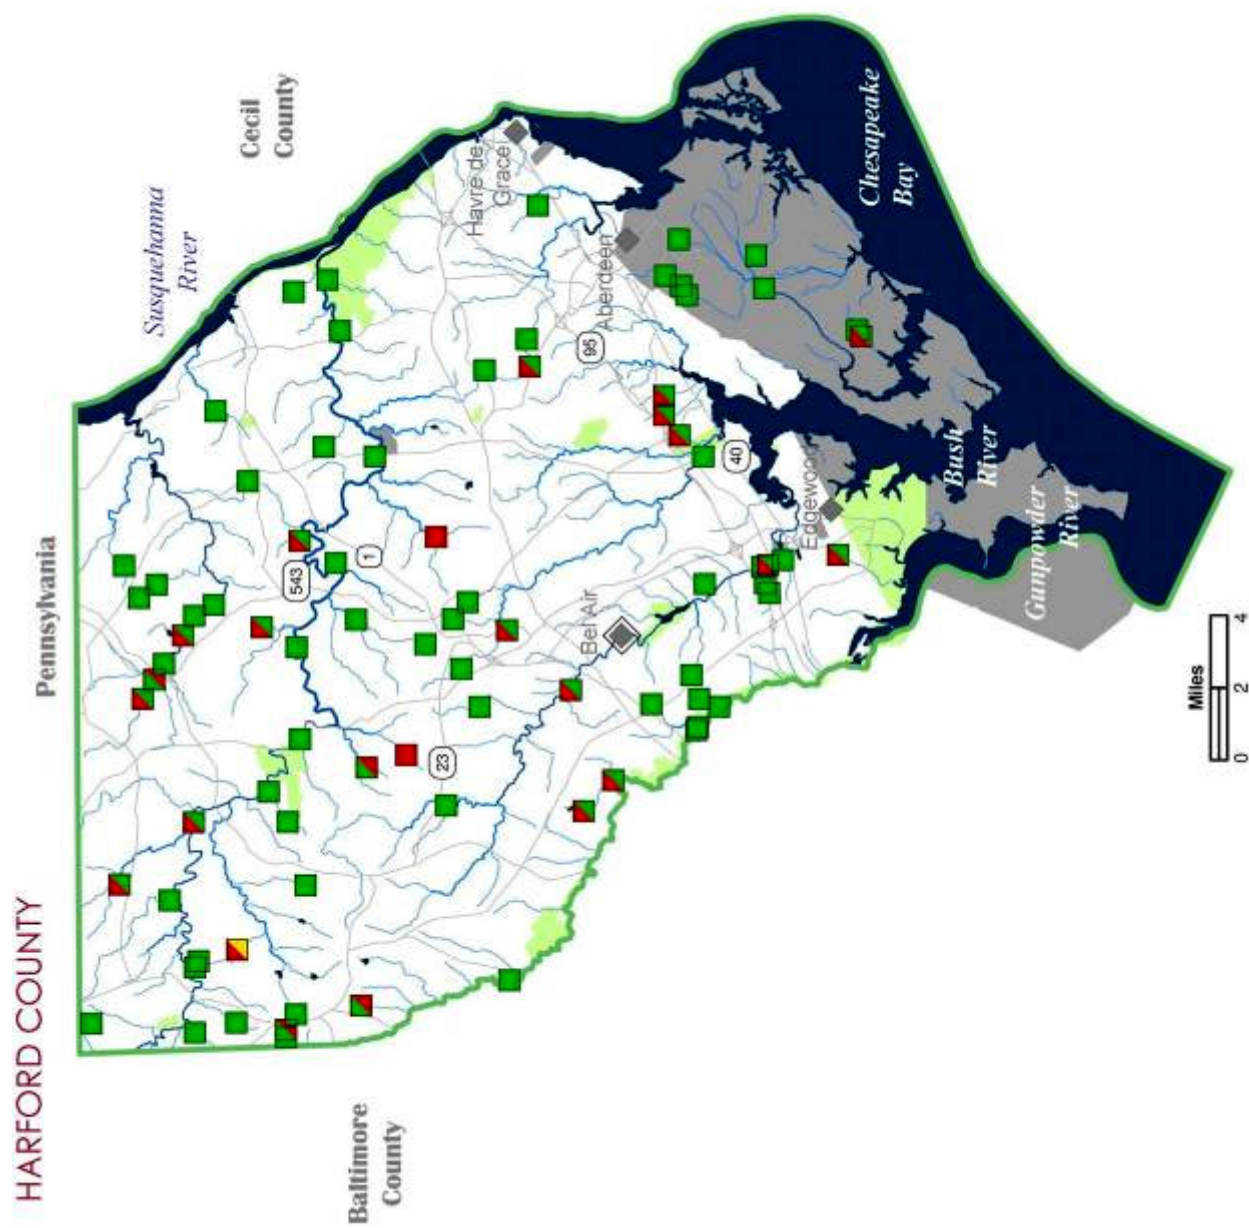 HARFORD COUNTY
Pennsylvania
Baltimore
County
Cecil
County
Susquehanna
River
Havre de
Grace
Aberdeen
95
543
1
23
Bel Air
40
Edgewood
Bush
River
Gunpowder
River
Chesapeake
Bay
Miles
0 2 4